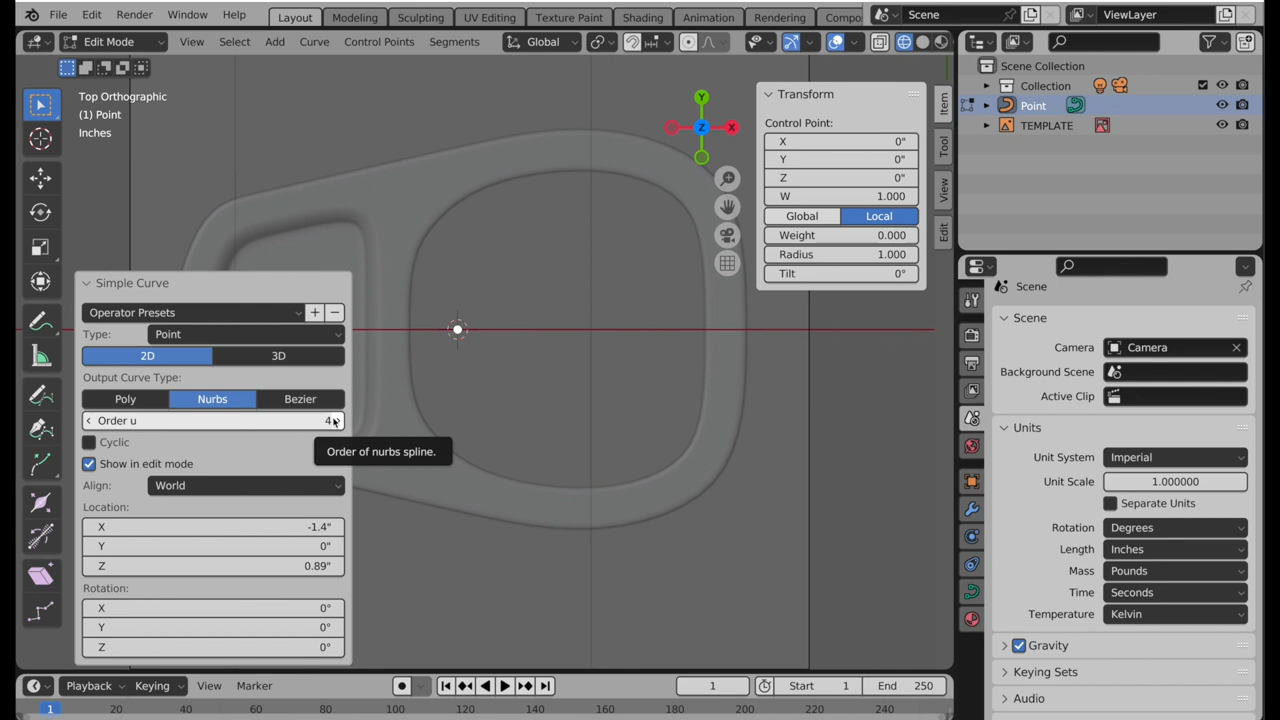 File Edit Render Window Help Layout Modeling Sculpting UV Editing Texture Paint Shading Animation Rendering Compo Scene ViewLayer
Edit Mode View Select Add Curve Control Points Segments Global
Top Orthographic
(1) Point
Inches
Y
Z
X
Transform
Control Point:
X 0"
Y 0"
Z 0"
W 1.000
Global Local
Weight 0.000
Radius 1.000
Tilt 0°
Item
Tool
View
Edit
Scene Collection
Collection
Point
TEMPLATE
Simple Curve
Operator Presets
Type: Point
2D 3D
Output Curve Type:
Poly Nurbs Bezier
Order u 4
Cyclic
Order of nurbs spline.
Show in edit mode
Align: World
Location:
X -1.4"
Y 0"
Z 0.89"
Rotation:
X 0°
Y 0°
Z 0°
Scene
Scene
Camera Camera
Background Scene
Active Clip
Units
Unit System Imperial
Unit Scale 1.000000
Separate Units
Rotation Degrees
Length Inches
Mass Pounds
Time Seconds
Temperature Kelvin
Gravity
Keying Sets
Audio
Playback Keying View Marker 1 Start 1 End 250
1 20 40 60 80 100 120 140 160 180 200 220 240